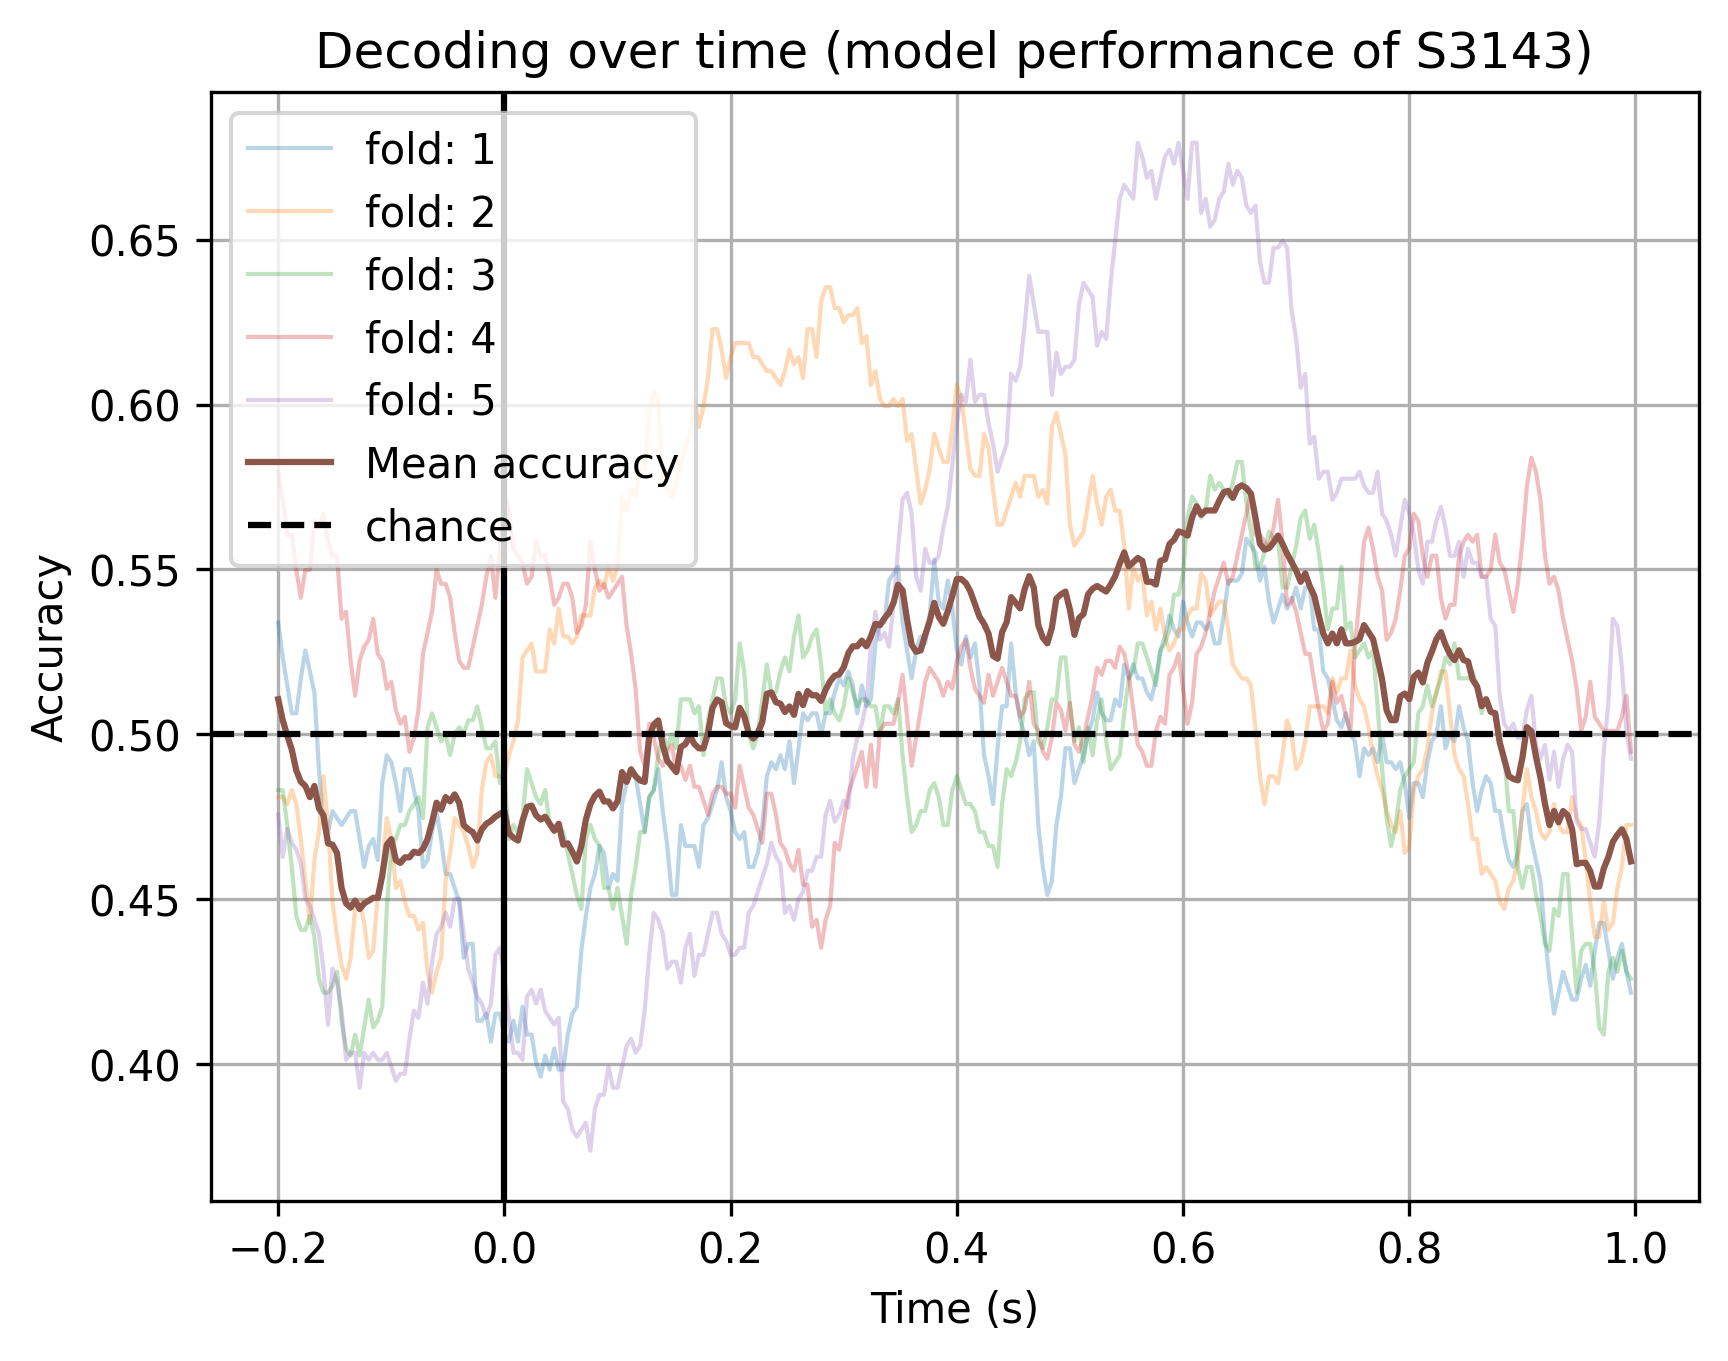 Decoding over time (model performance of S3143)
fold: 1
fold: 2
fold: 3
fold: 4
fold: 5
Mean accuracy
chance
Accuracy
0.65
0.60
0.55
0.50
0.45
0.40
−0.2 0.0 0.2 0.4 0.6 0.8 1.0
Time (s)